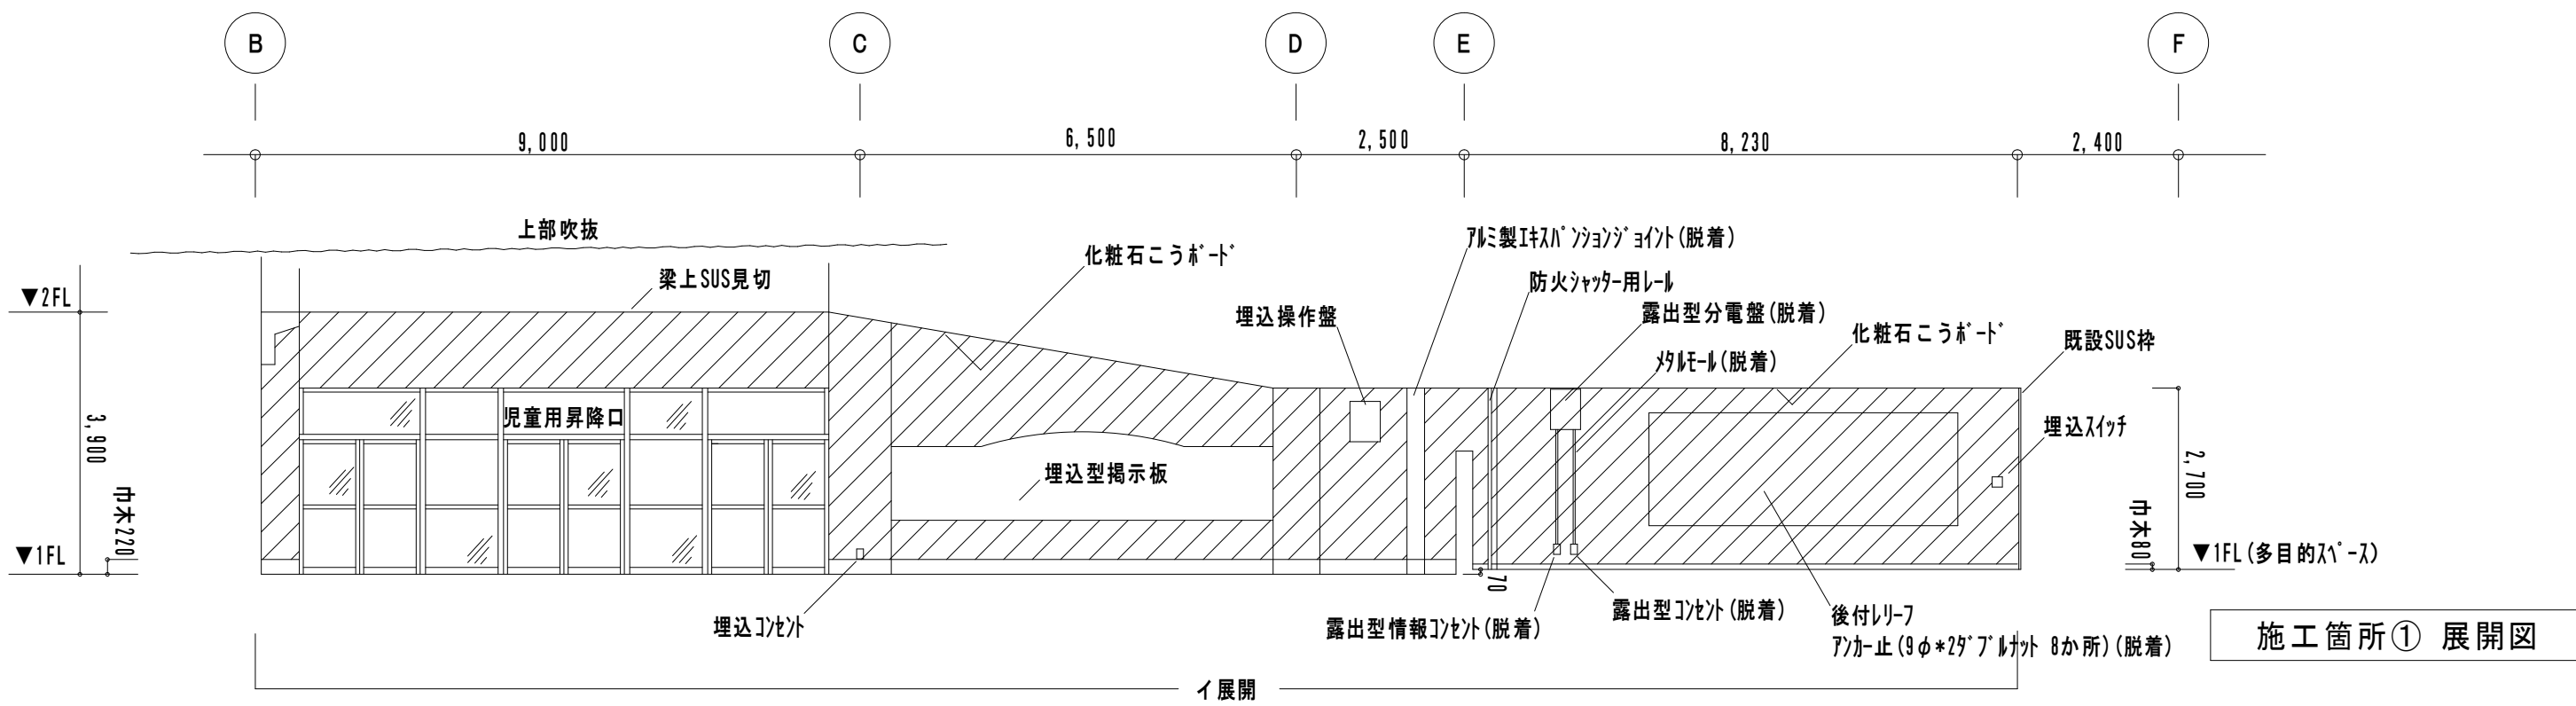 B
C
D
E
F
9,000
6,500
2,500
8,230
2,400
上部吹抜
アルミ製エキスパンションジョイント(脱着)
化粧石こうボード
梁上SUS見切
防火シャッター用レール
▼2FL
埋込操作盤
露出型分電盤(脱着)
化粧石こうボード
既設SUS枠
メタルモール(脱着)
児童用昇降口
埋込スイッチ
3,900
埋込型掲示板
2,700
巾木220
巾木80
▼1FL
▼1FL(多目的スペース)
70
埋込コンセント
露出型情報コンセント(脱着)
露出型コンセント(脱着)
後付レリーフ
アンカー止(9φ*2ダブルナット 8か所)(脱着)
施工箇所① 展開図
イ展開